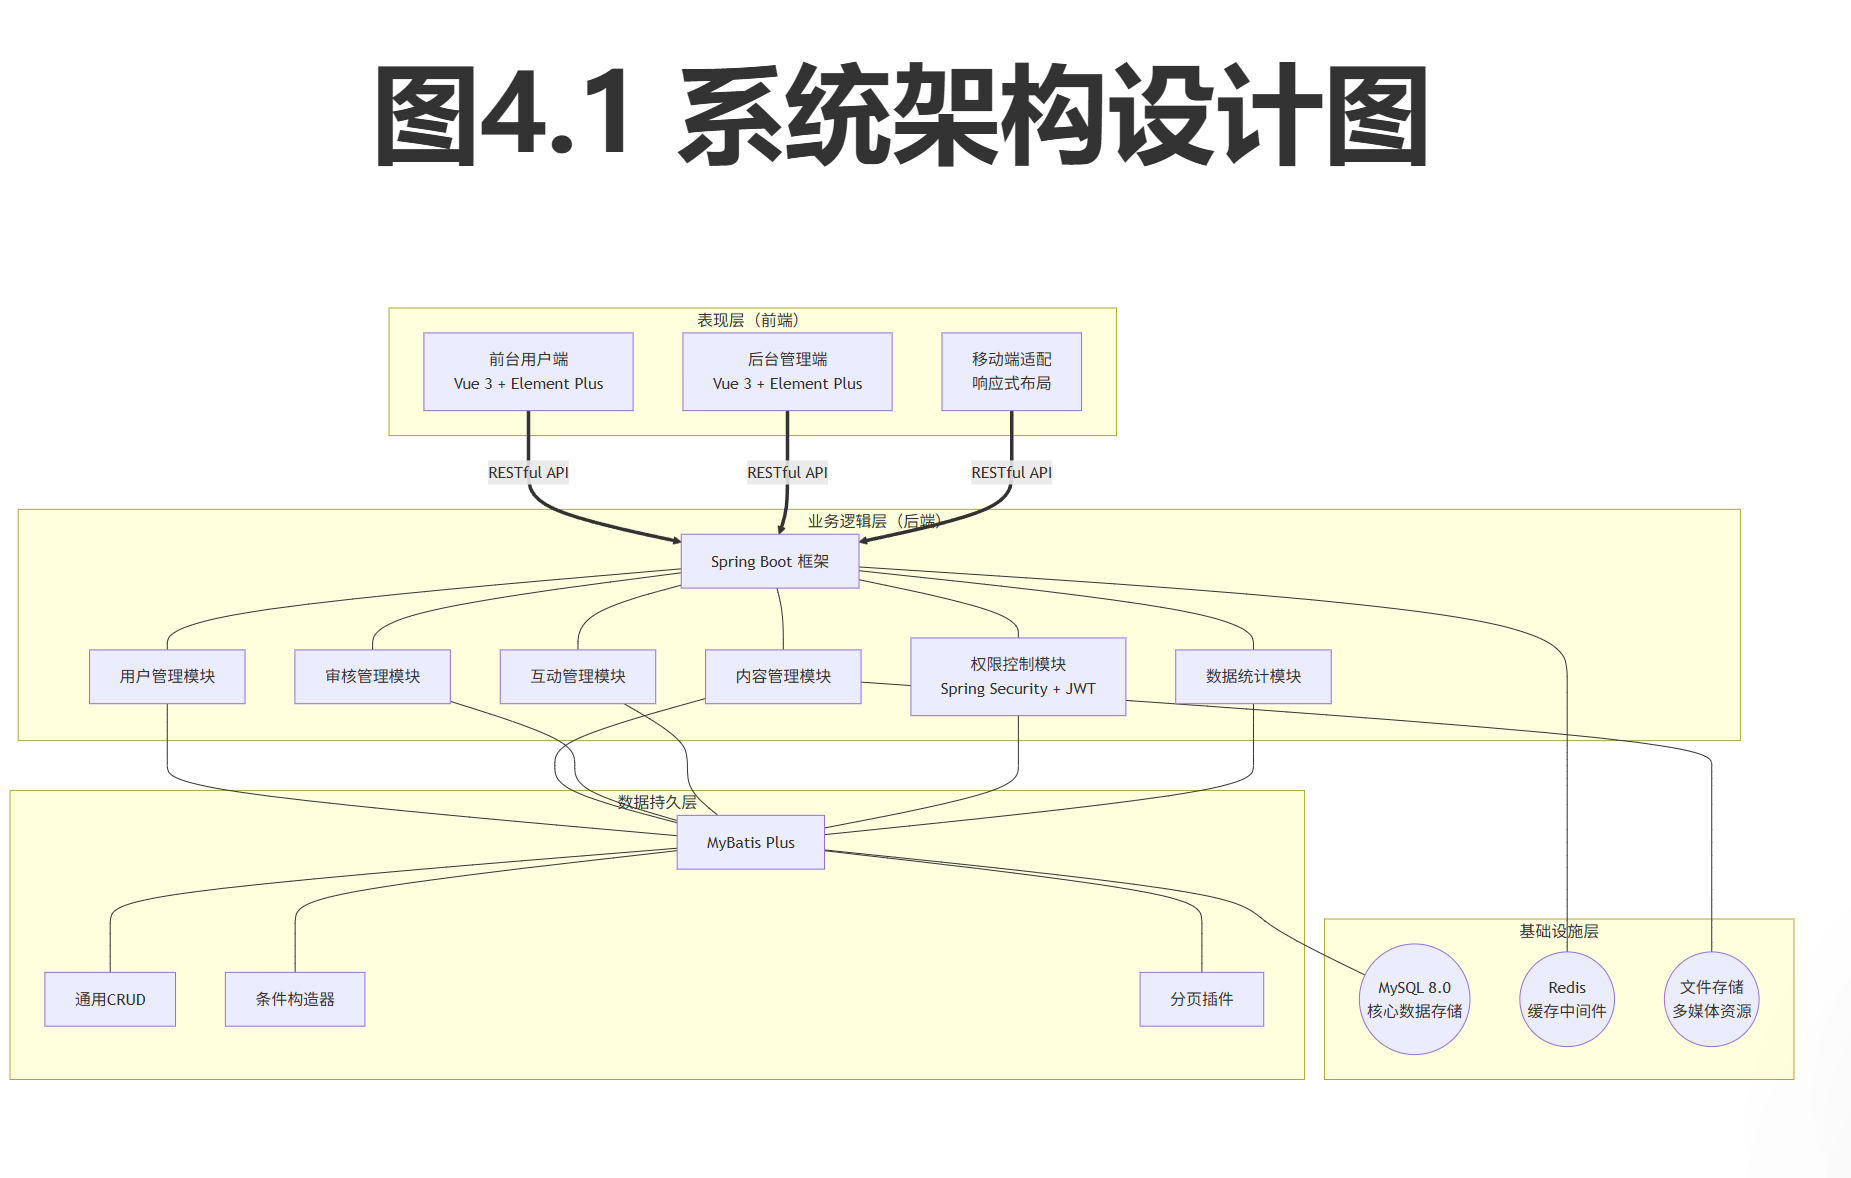 图4.1 系统架构设计图
表现层（前端）
前台用户端
Vue 3 + Element Plus
后台管理端
Vue 3 + Element Plus
移动端适配
响应式布局
RESTful API
RESTful API
RESTful API
业务逻辑层（后端）
Spring Boot 框架
用户管理模块
审核管理模块
互动管理模块
内容管理模块
权限控制模块
Spring Security + JWT
数据统计模块
数据持久层
MyBatis Plus
通用CRUD
条件构造器
分页插件
基础设施层
MySQL 8.0
核心数据存储
Redis
缓存中间件
文件存储
多媒体资源